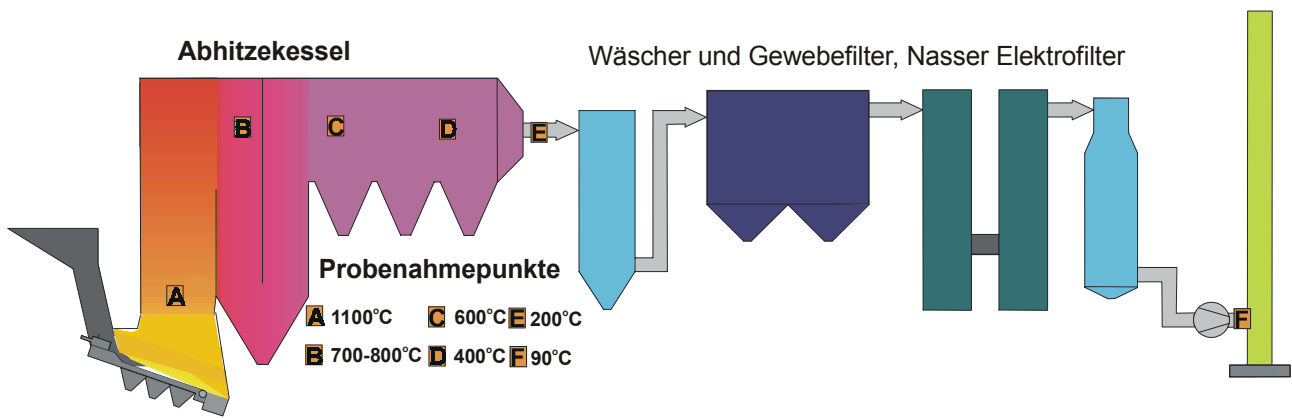 Abhitzekessel
Wäscher und Gewebefilter, Nasser Elektrofilter
B
C
D
E
A
F
Probenahmepunkte
A 1100°C C 600°C E 200°C
B 700-800°C D 400°C F 90°C